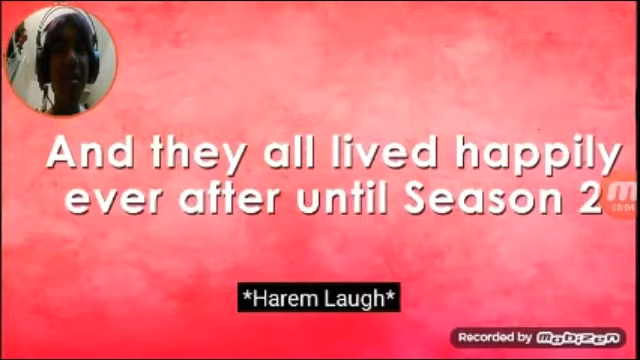 And they all lived happily
ever after until Season 2
*Harem Laugh*
Recorded by Mobizen